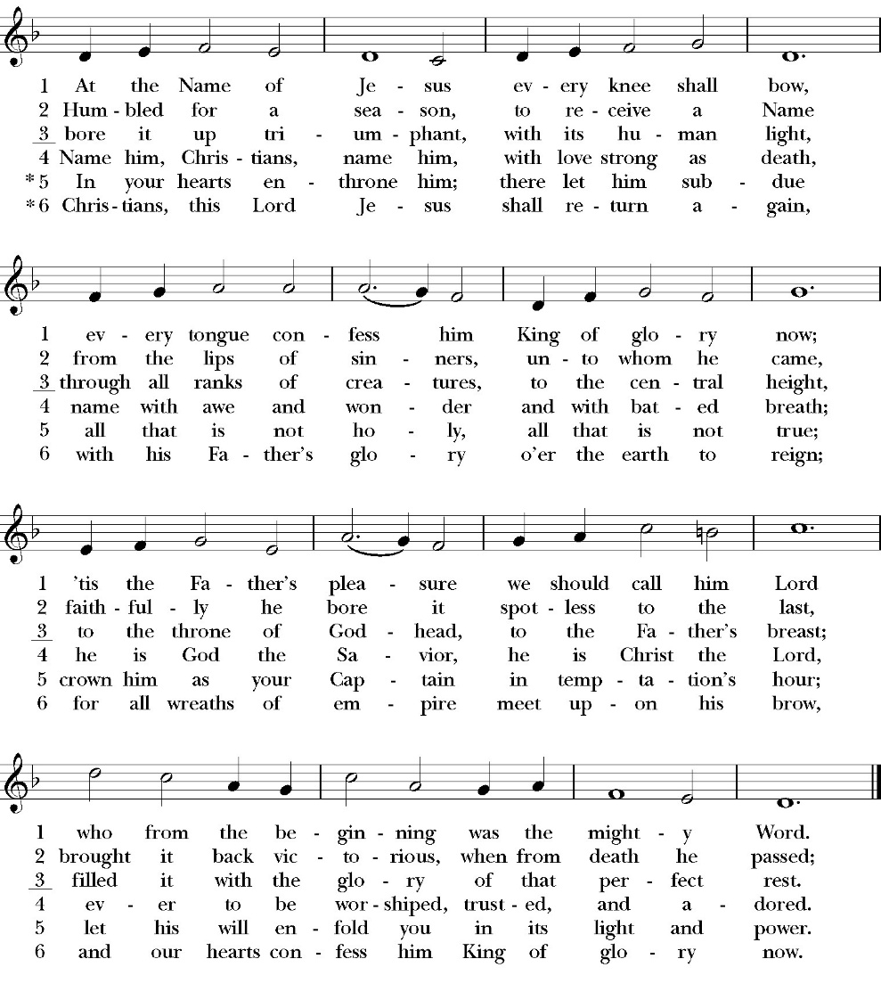 1 At the Name of Je - sus ev - ery knee shall bow,
2 Hum - bled for a sea - son, to re - ceive a Name
3 bore it up tri - um - phant, with its hu - man light,
4 Name him, Chris - tians, name him, with love strong as death,
*5 In your hearts en - throne him; there let him sub - due
*6 Chris - tians, this Lord Je - sus shall re - turn a - gain,
1 ev - ery tongue con - fess him King of glo - ry now;
2 from the lips of sin - ners, un - to whom he came,
3 through all ranks of crea - tures, to the cen - tral height,
4 name with awe and won - der and with bat - ed breath;
5 all that is not ho - ly, all that is not true;
6 with his Fa - ther's glo - ry o'er the earth to reign;
1 'tis the Fa - ther's plea - sure we should call him Lord
2 faith - ful - ly he bore it spot - less to the last,
3 to the throne of God - head, to the Fa - ther's breast;
4 he is God the Sa - vior, he is Christ the Lord,
5 crown him as your Cap - tain in temp - ta - tion's hour;
6 for all wreaths of em - pire meet up - on his brow,
1 who from the be - gin - ning was the might - y Word.
2 brought it back vic - to - rious, when from death he passed;
3 filled it with the glo - ry of that per - fect rest.
4 ev - er to be wor - shiped, trust - ed, and a - dored.
5 let his will en - fold you in its light and power.
6 and our hearts con - fess him King of glo - ry now.